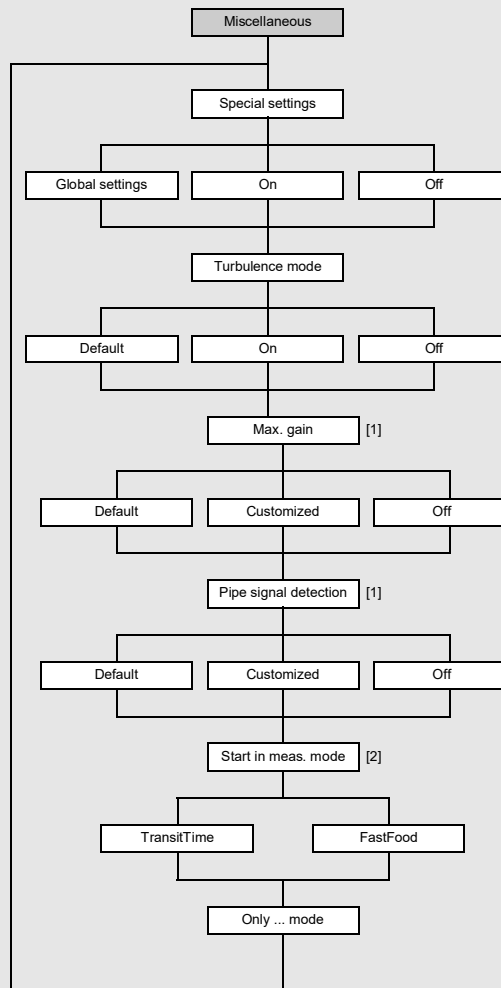 Miscellaneous
Special settings
Global settings On Off
Turbulence mode
Default On Off
Max. gain [1]
Default Customized Off
Pipe signal detection [1]
Default Customized Off
Start in meas. mode [2]
TransitTime FastFood
Only ... mode